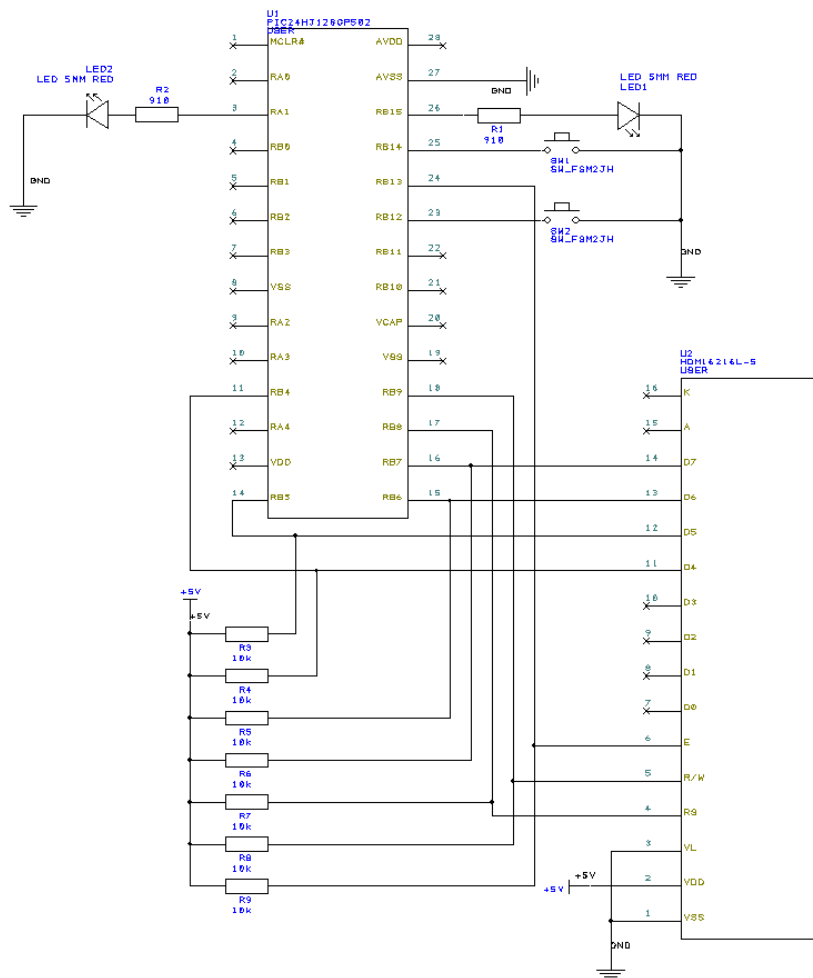 U1
PIC24HJ128GP502
USER
1 MCLR# AVDD 28
2 RA0 AVSS 27
3 RA1 RB15 26
4 RB0 RB14 25
5 RB1 RB13 24
6 RB2 RB12 23
7 RB3 RB11 22
8 VSS RB10 21
9 RA2 VCAP 20
10 RA3 VSS 19
11 RB4 RB9 18
12 RA4 RB8 17
13 VDD RB7 16
14 RB5 RB6 15
LED2
LED 5MM RED
R2
910
GND
GND
LED 5MM RED
LED1
R1
910
SW1
SW_FSM2JH
SW2
SW_FSM2JH
GND
U2
HDM16216L-5
USER
16 K
15 A
14 D7
13 D6
12 D5
11 D4
10 D3
9 D2
8 D1
7 D0
6 E
5 R/W
4 RS
3 VL
2 VDD
1 VSS
+5V
+5V
R3
10k
R4
10k
R5
10k
R6
10k
R7
10k
R8
10k
R9
10k
+5V
+5V
GND